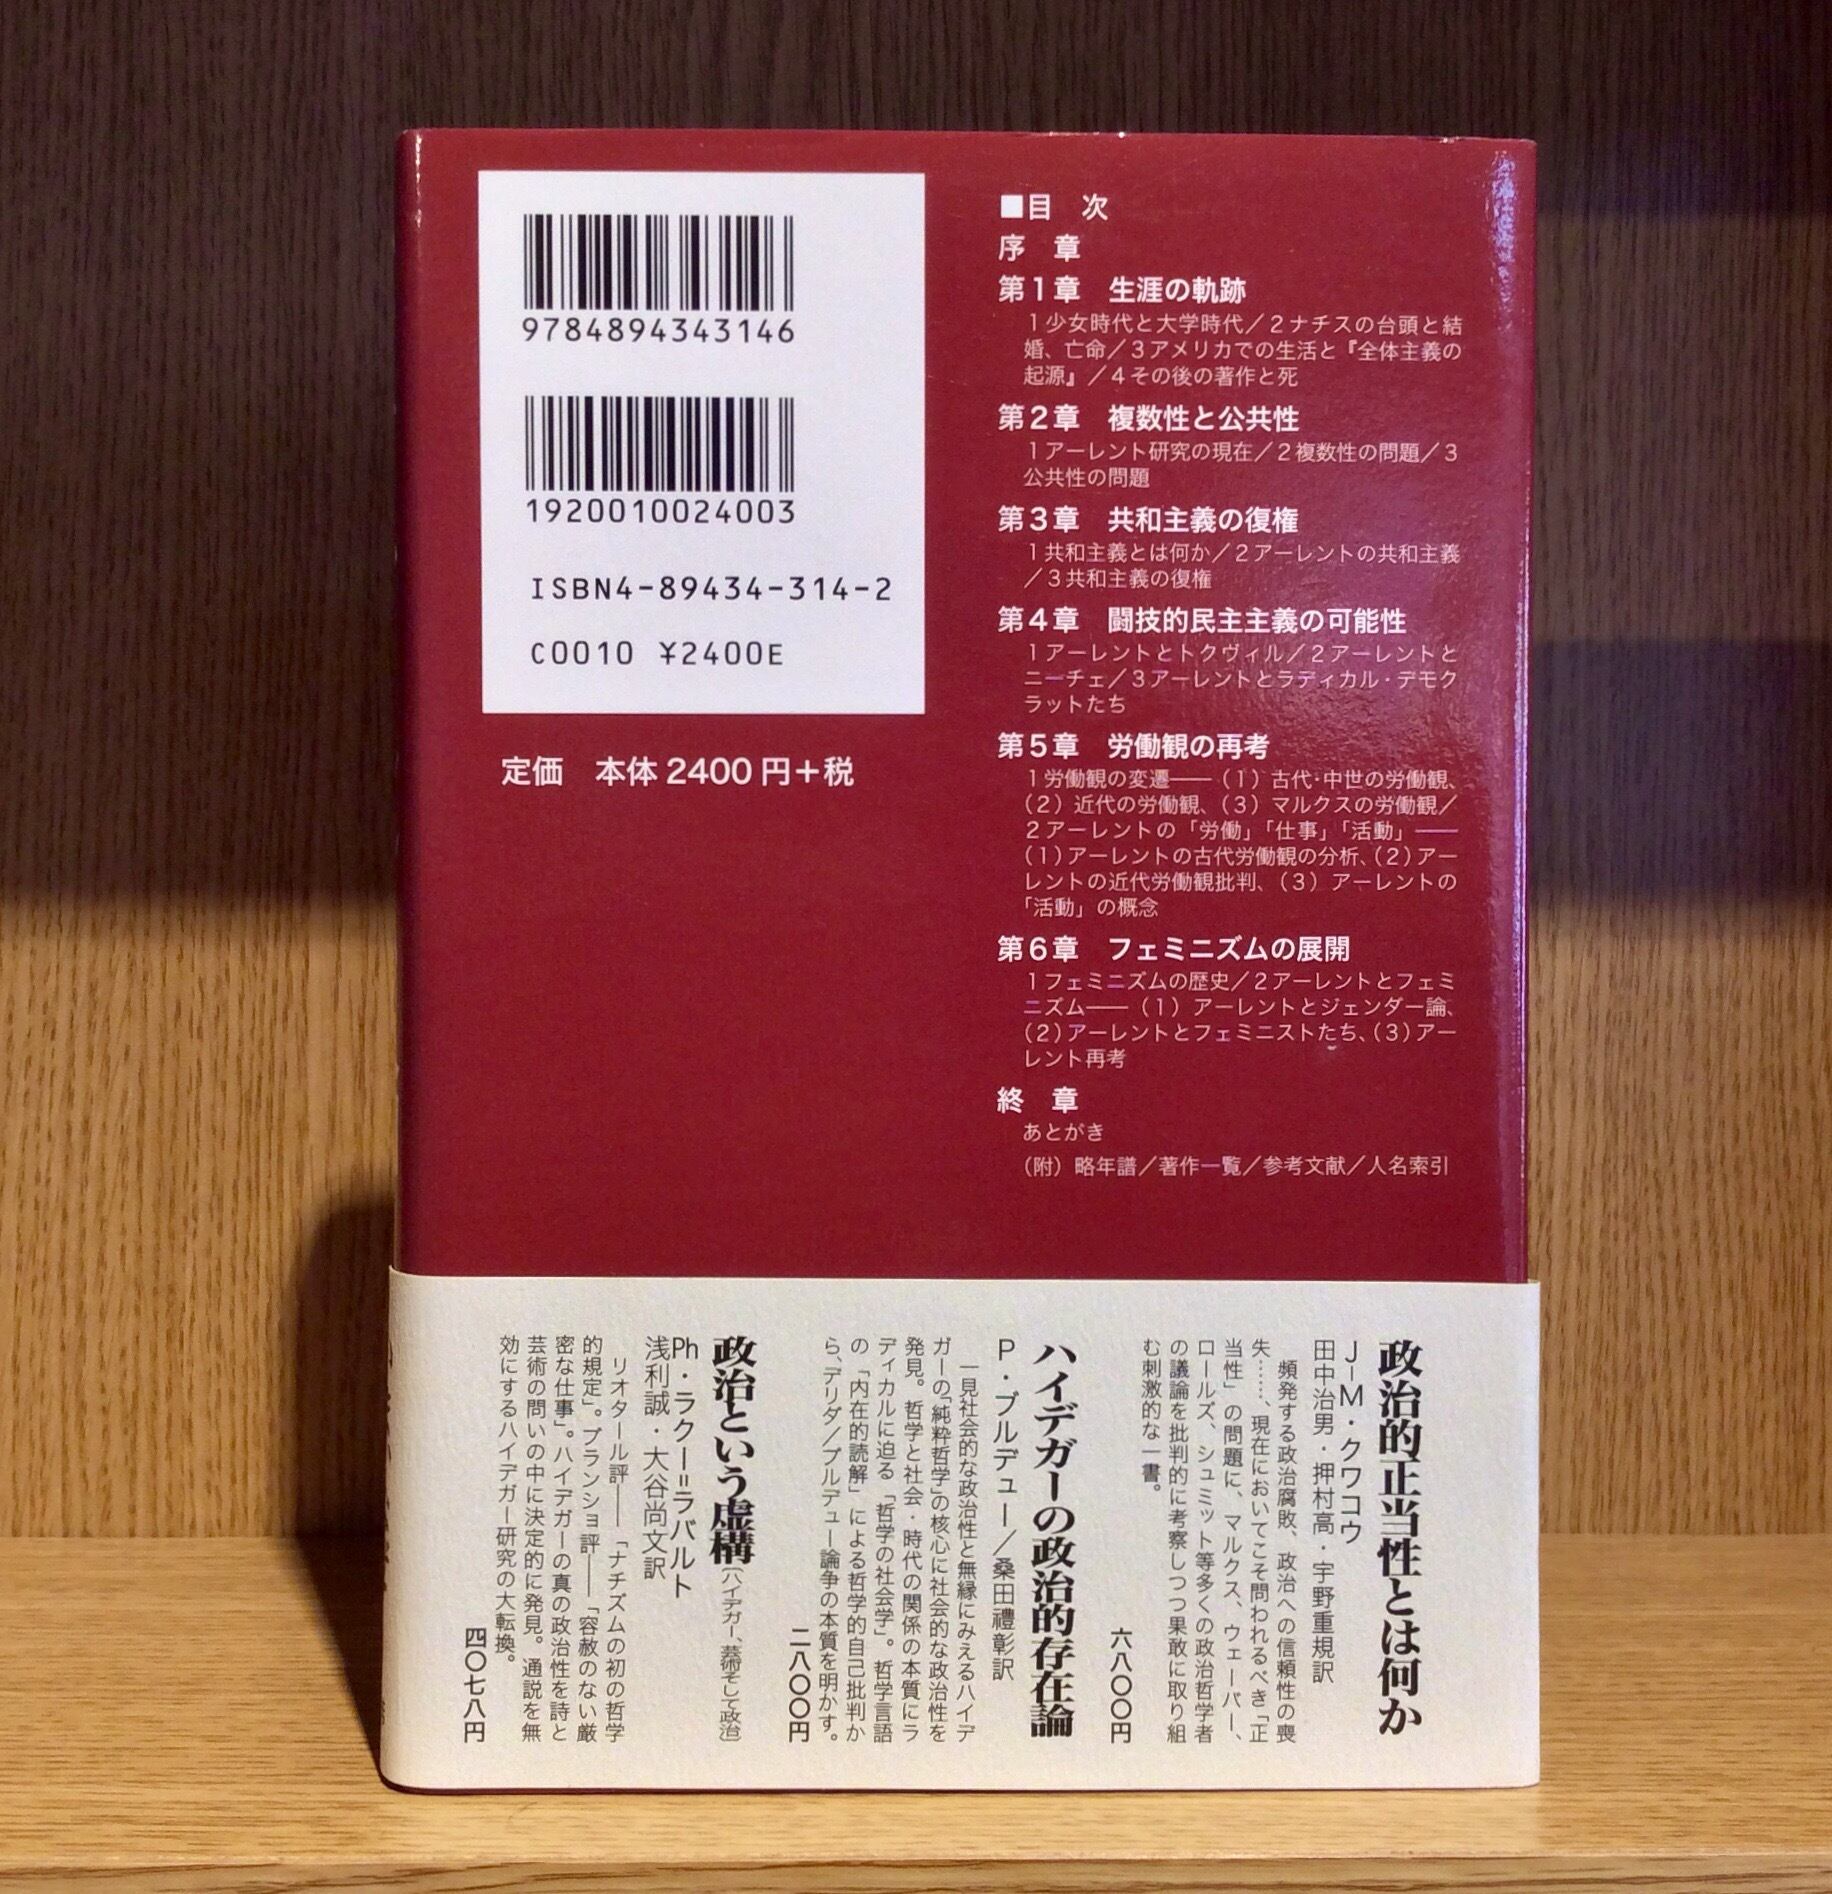 9784894343146
1920010024003
ISBN4-89434-314-2
C0010 ¥2400E
定価 本体2400円+税
■目 次
序 章
第1章 生涯の軌跡
1少女時代と大学時代/2ナチスの台頭と結
婚、亡命/3アメリカでの生活と『全体主義の
起源』/4その後の著作と死
第2章 複数性と公共性
1アーレント研究の現在/2複数性の問題/3
公共性の問題
第3章 共和主義の復権
1共和主義とは何か/2アーレントの共和主義
/3共和主義の復権
第4章 闘技的民主主義の可能性
1アーレントとトクヴィル/2アーレントと
ニーチェ/3アーレントとラディカル・デモク
ラットたち
第5章 労働観の再考
1労働観の変遷――(1)古代・中世の労働観、
(2)近代の労働観、(3)マルクスの労働観/
2アーレントの「労働」「仕事」「活動」――
(1)アーレントの古代労働観の分析、(2)アー
レントの近代労働観批判、(3)アーレントの
「活動」の概念
第6章 フェミニズムの展開
1フェミニズムの歴史/2アーレントとフェミ
ニズム――(1)アーレントとジェンダー論、
(2)アーレントとフェミニストたち、(3)アー
レント再考
終 章
あとがき
(附)略年譜/著作一覧/参考文献/人名索引
政治的正当性とは何か
J-M・クワコウ
田中治男・押村高・宇野重規訳
頻発する政治腐敗、政治への信頼性の喪
失……、現在においてこそ問われるべき「正
当性」の問題に、マルクス、ウェーバー、
ロールズ、シュミット等多くの政治哲学者
の議論を批判的に考察しつつ果敢に取り組
む刺激的な一書。
六八〇〇円
ハイデガーの政治的存在論
P・ブルデュー/桑田禮彰訳
一見社会的な政治性と無縁にみえるハイデ
ガーの「純粋哲学」の核心に社会的な政治性を
発見。哲学と社会・時代の関係の本質にラ
ディカルに迫る「哲学の社会学」。哲学言語
の「内在的読解」による哲学的自己批判か
ら、デリダ/ブルデュー論争の本質を明かす。
二八〇〇円
政治という虚構(ハイデガー、芸術そして政治)
Ph・ラクー=ラバルト
浅利誠・大谷尚文訳
リオタール評――「ナチズムの初の哲学
的規定」。ブランショ評――「容赦のない厳
密な仕事」。ハイデガーの真の政治性を詩と
芸術の問いの中に決定的に発見。通説を無
効にするハイデガー研究の大転換。
四〇七八円